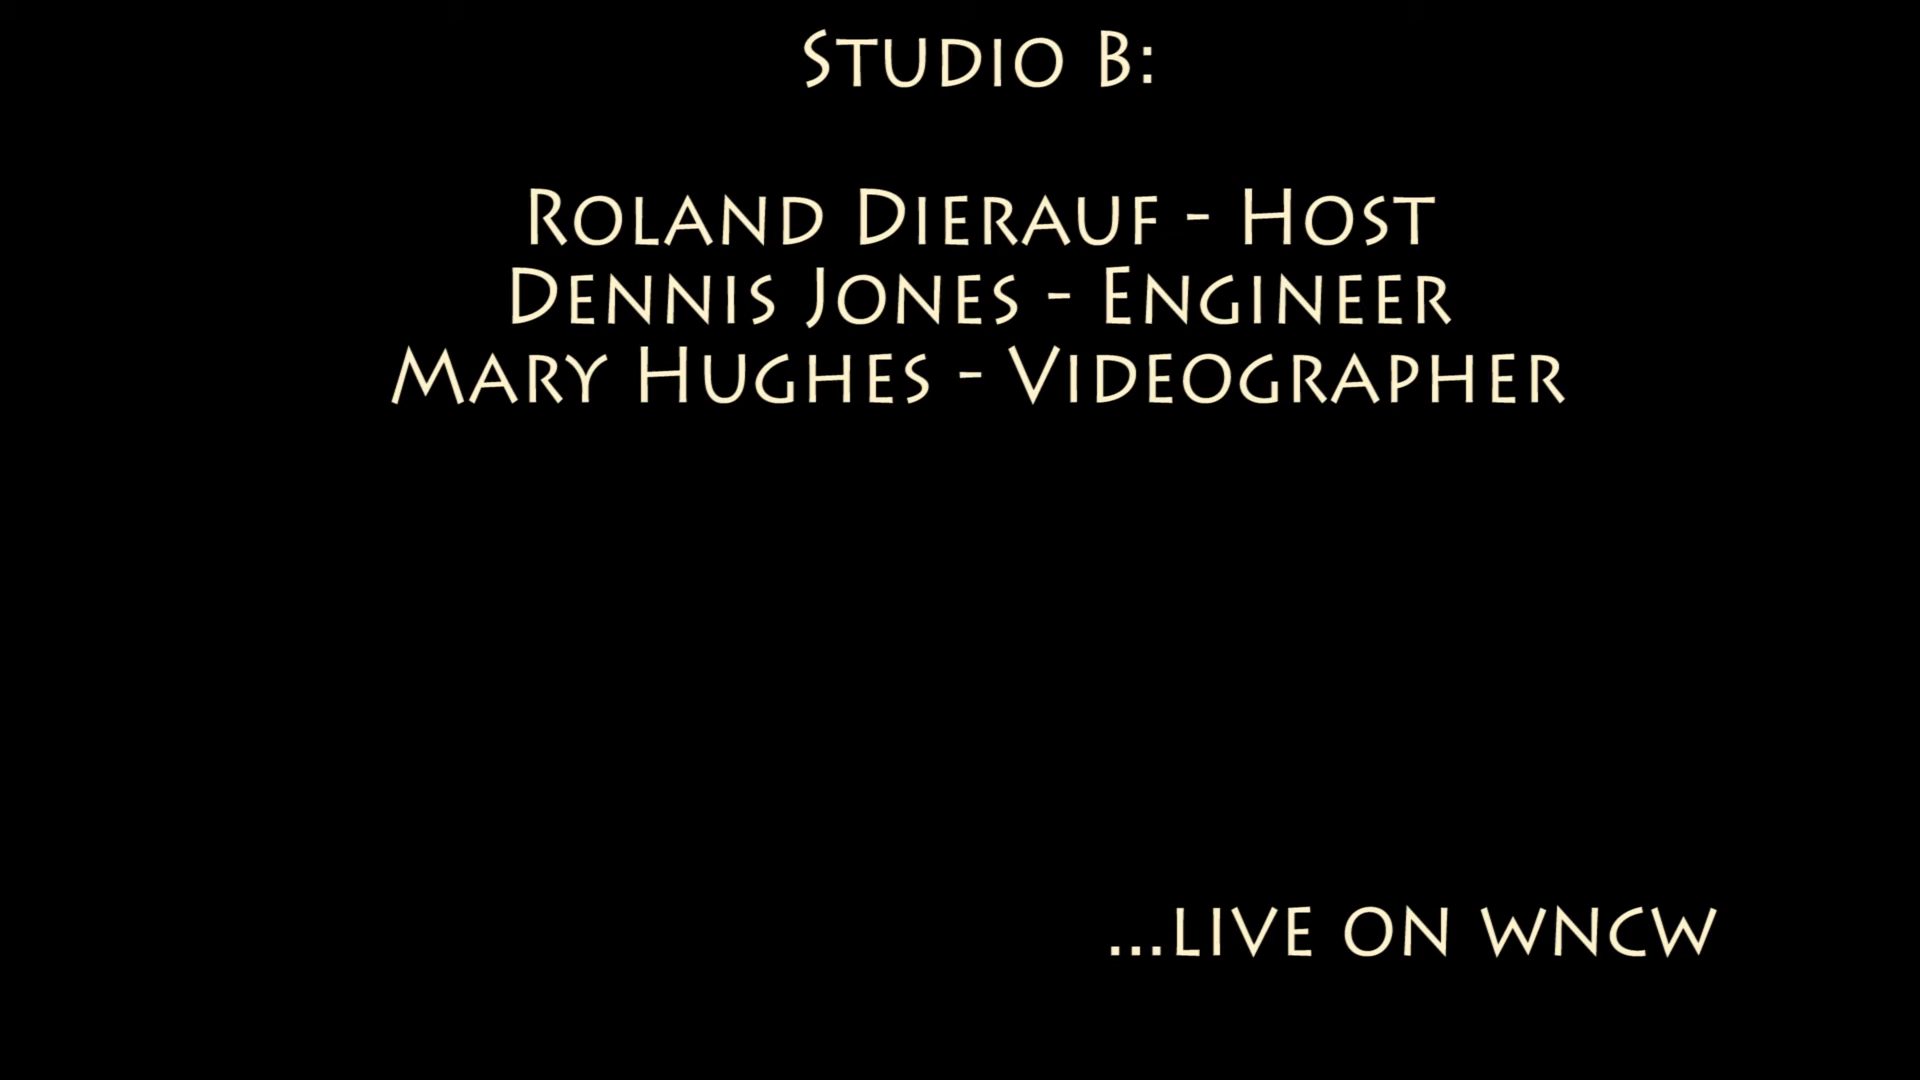 Studio B:
Roland Dierauf - Host
Dennis Jones - Engineer
Mary Hughes - Videographer
...live on wncw